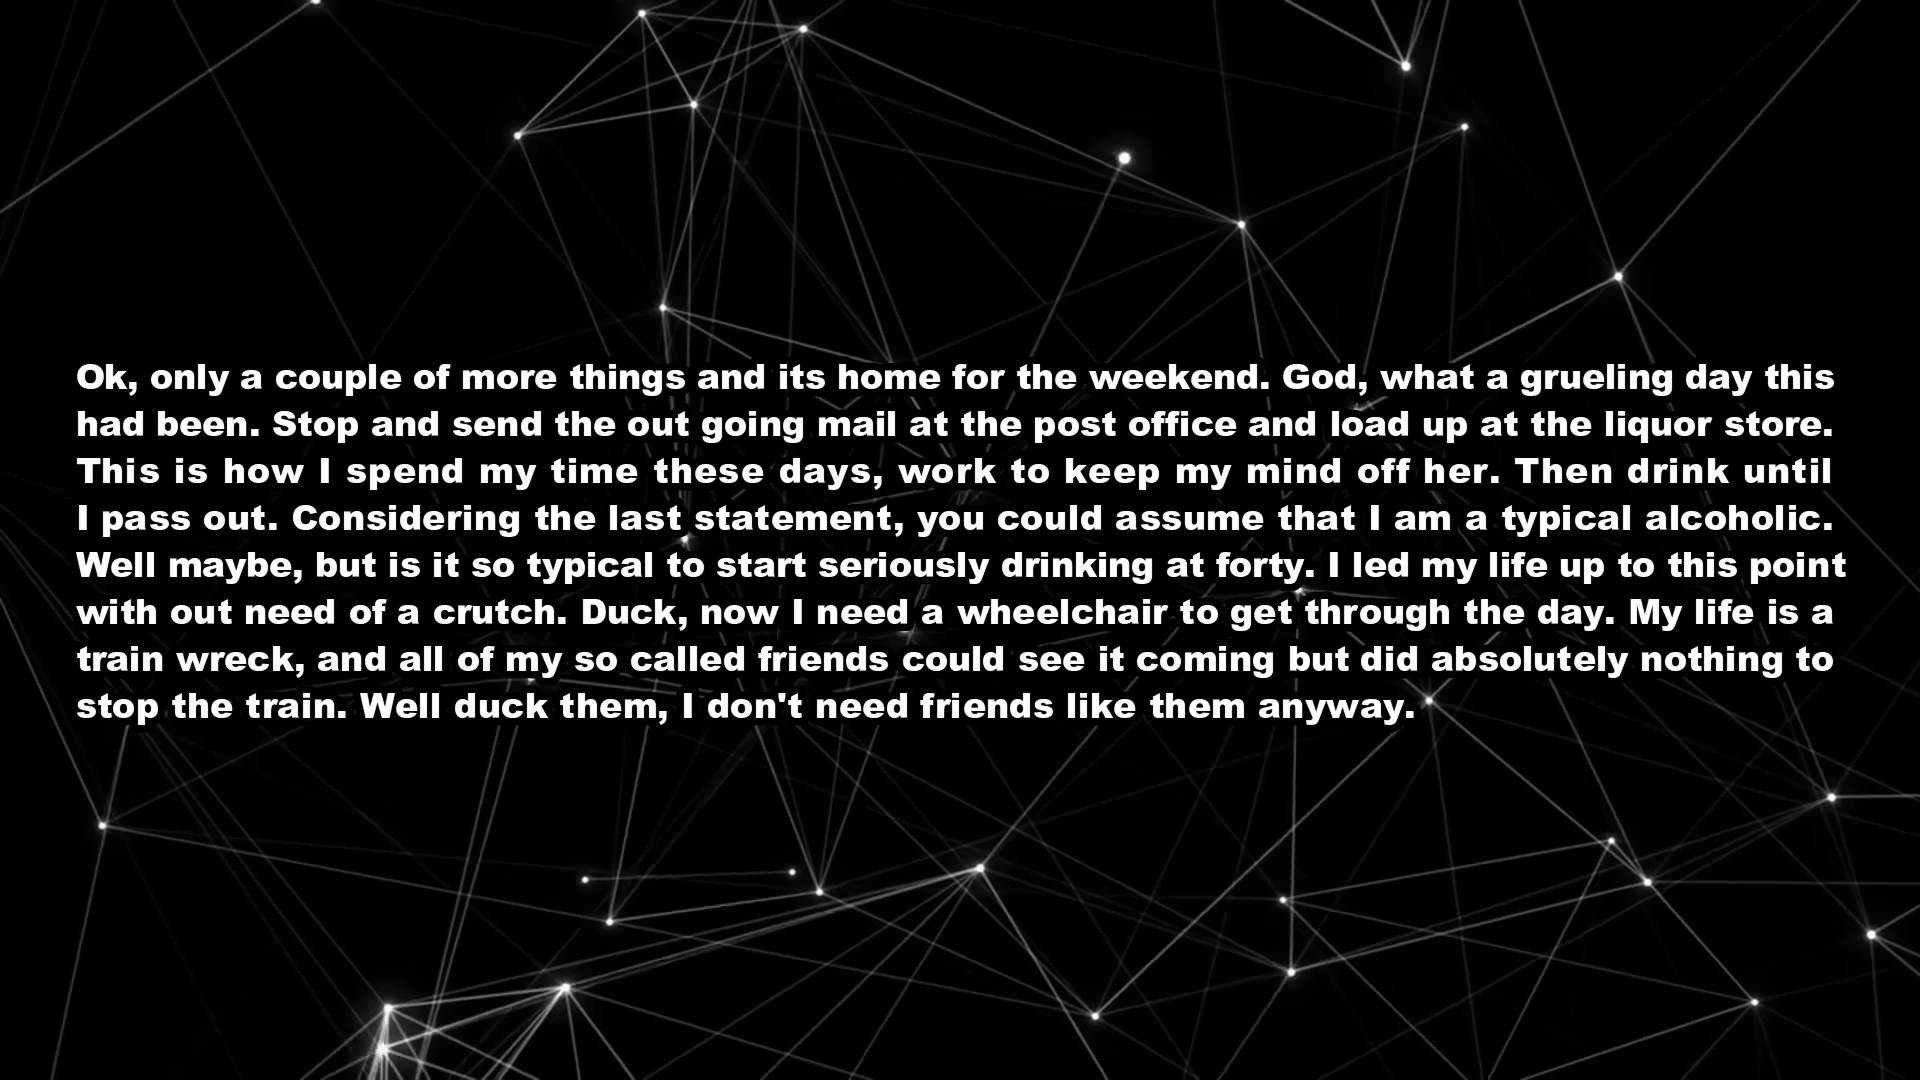 Ok, only a couple of more things and its home for the weekend. God, what a grueling day this
had been. Stop and send the out going mail at the post office and load up at the liquor store.
This is how I spend my time these days, work to keep my mind off her. Then drink until
I pass out. Considering the last statement, you could assume that I am a typical alcoholic.
Well maybe, but is it so typical to start seriously drinking at forty. I led my life up to this point
with out need of a crutch. Duck, now I need a wheelchair to get through the day. My life is a
train wreck, and all of my so called friends could see it coming but did absolutely nothing to
stop the train. Well duck them, I don't need friends like them anyway.